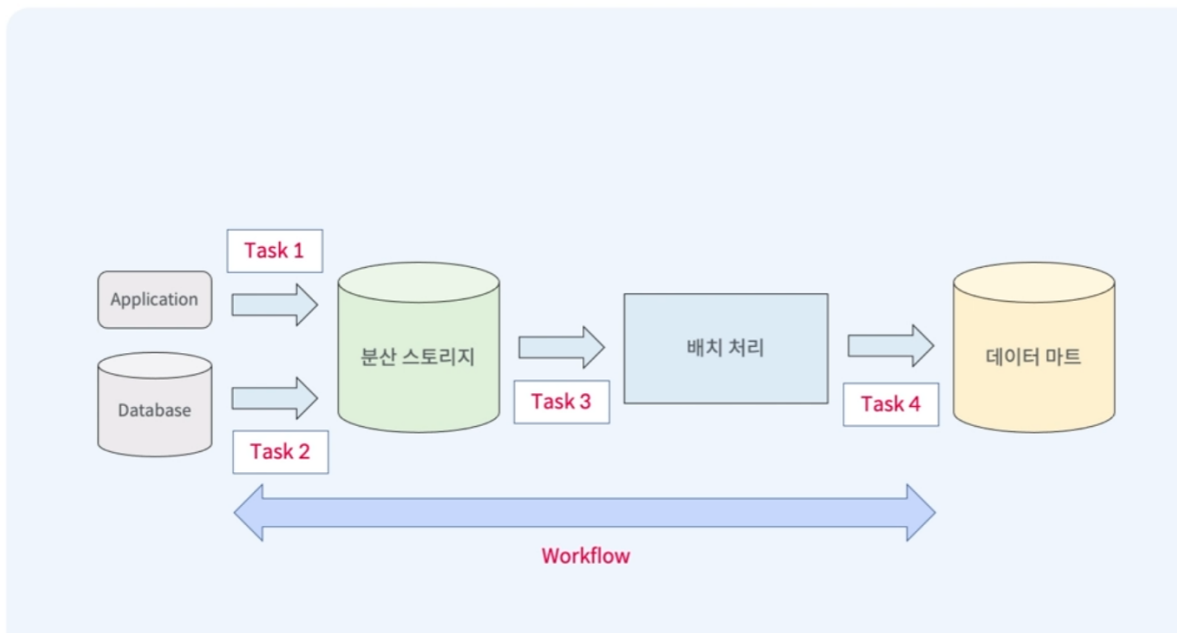 Task 1
Application
Database
Task 2
분산 스토리지
Task 3
배치 처리
Task 4
데이터 마트
Workflow